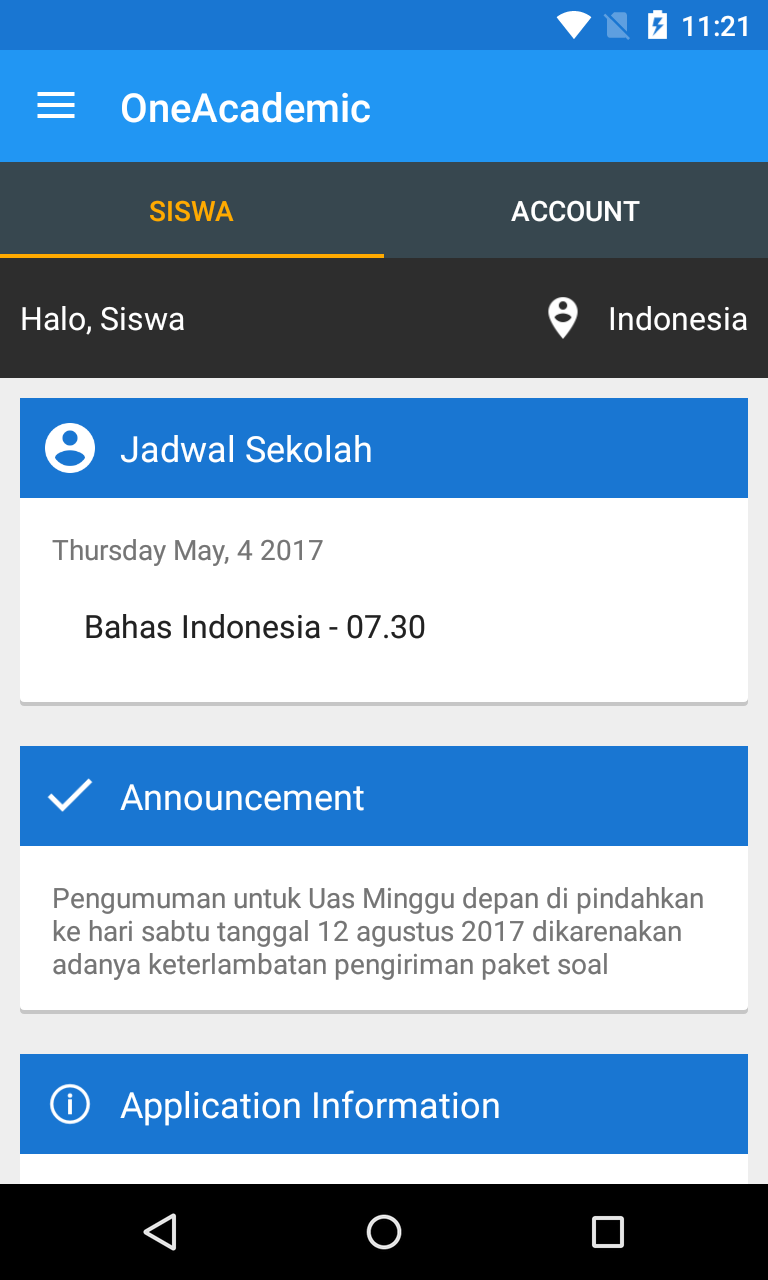 11:21
OneAcademic
SISWA
ACCOUNT
Halo, Siswa
Indonesia
Jadwal Sekolah
Thursday May, 4 2017
Bahas Indonesia - 07.30
Announcement
Pengumuman untuk Uas Minggu depan di pindahkan
ke hari sabtu tanggal 12 agustus 2017 dikarenakan
adanya keterlambatan pengiriman paket soal
Application Information